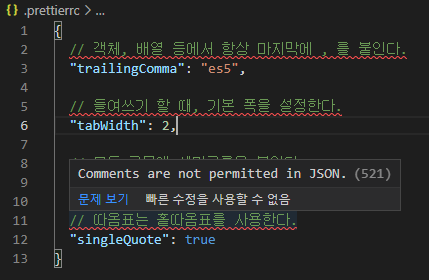 .prettierrc > ...
1 {
2 // 객체, 배열 등에서 항상 마지막에 , 를 붙인다.
3 "trailingComma": "es5",
4
5 // 들여쓰기 할 때, 기본 폭을 설정한다.
6 "tabWidth": 2,
7
8 //
Comments are not permitted in JSON. (521)
문제 보기 빠른 수정을 사용할 수 없음
11 // 따옴표는 홑따옴표를 사용한다.
12 "singleQuote": true
13 }